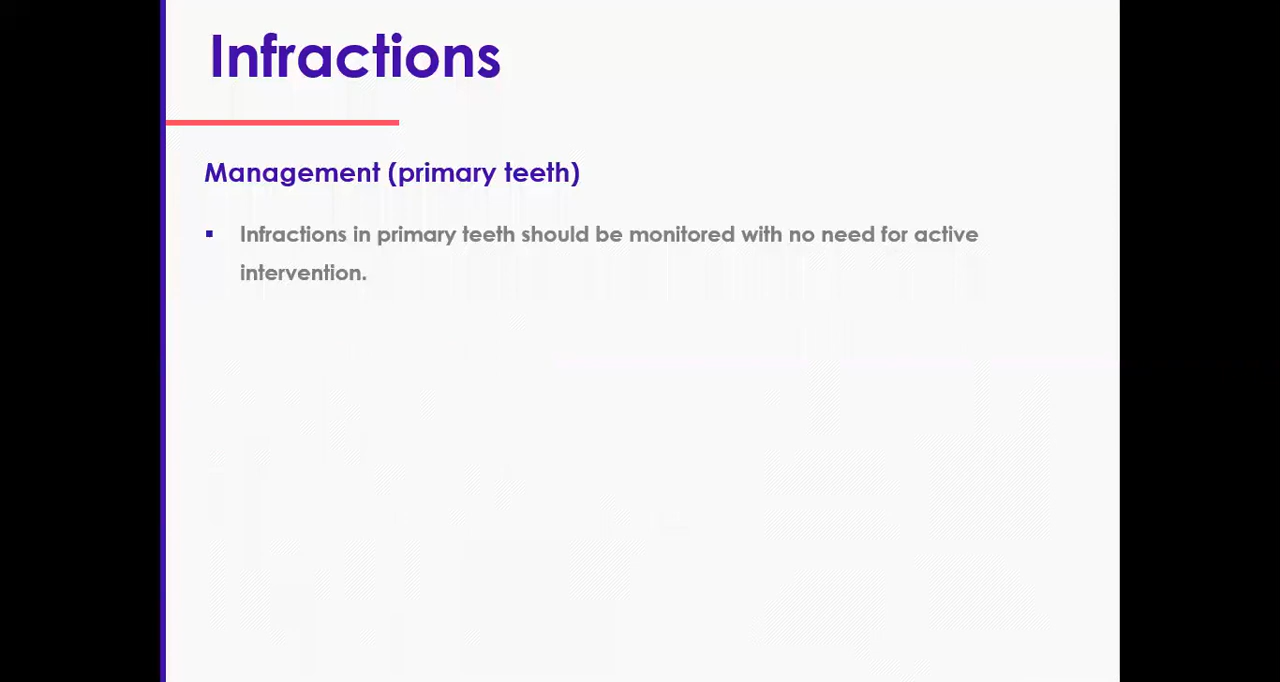 Infractions
Management (primary teeth)
▪ Infractions in primary teeth should be monitored with no need for active
intervention.